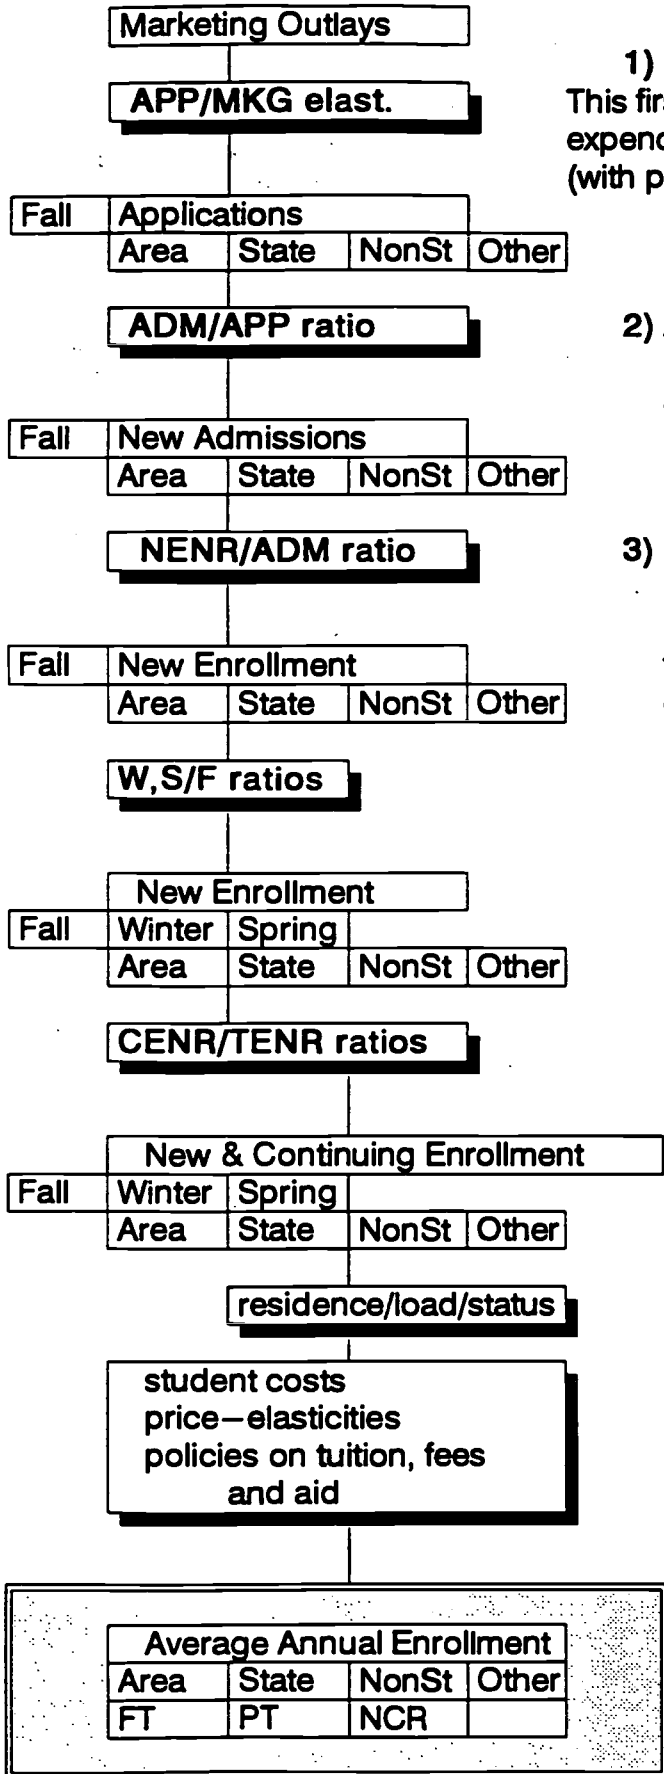 Marketing Outlays
APP/MKG elast.
1)
This
(with
Fall Applications
Area State NonSt Other
ADM/APP ratio
2)
Fall New Admissions
Area State NonSt Other
NENR/ADM ratio
3)
Fall New Enrollment
Area State NonSt Other
W,S/F ratios
New Enrollment
Fall Winter Spring
Area State NonSt Other
CENR/TENR ratios
New & Continuing Enrollment
Fall Winter Spring
Area State NonSt Other
residence/load/status
student costs
price-elasticities
policies on tuition, fees
and aid
Average Annual Enrollment
Area State NonSt Other
FT PT NCR